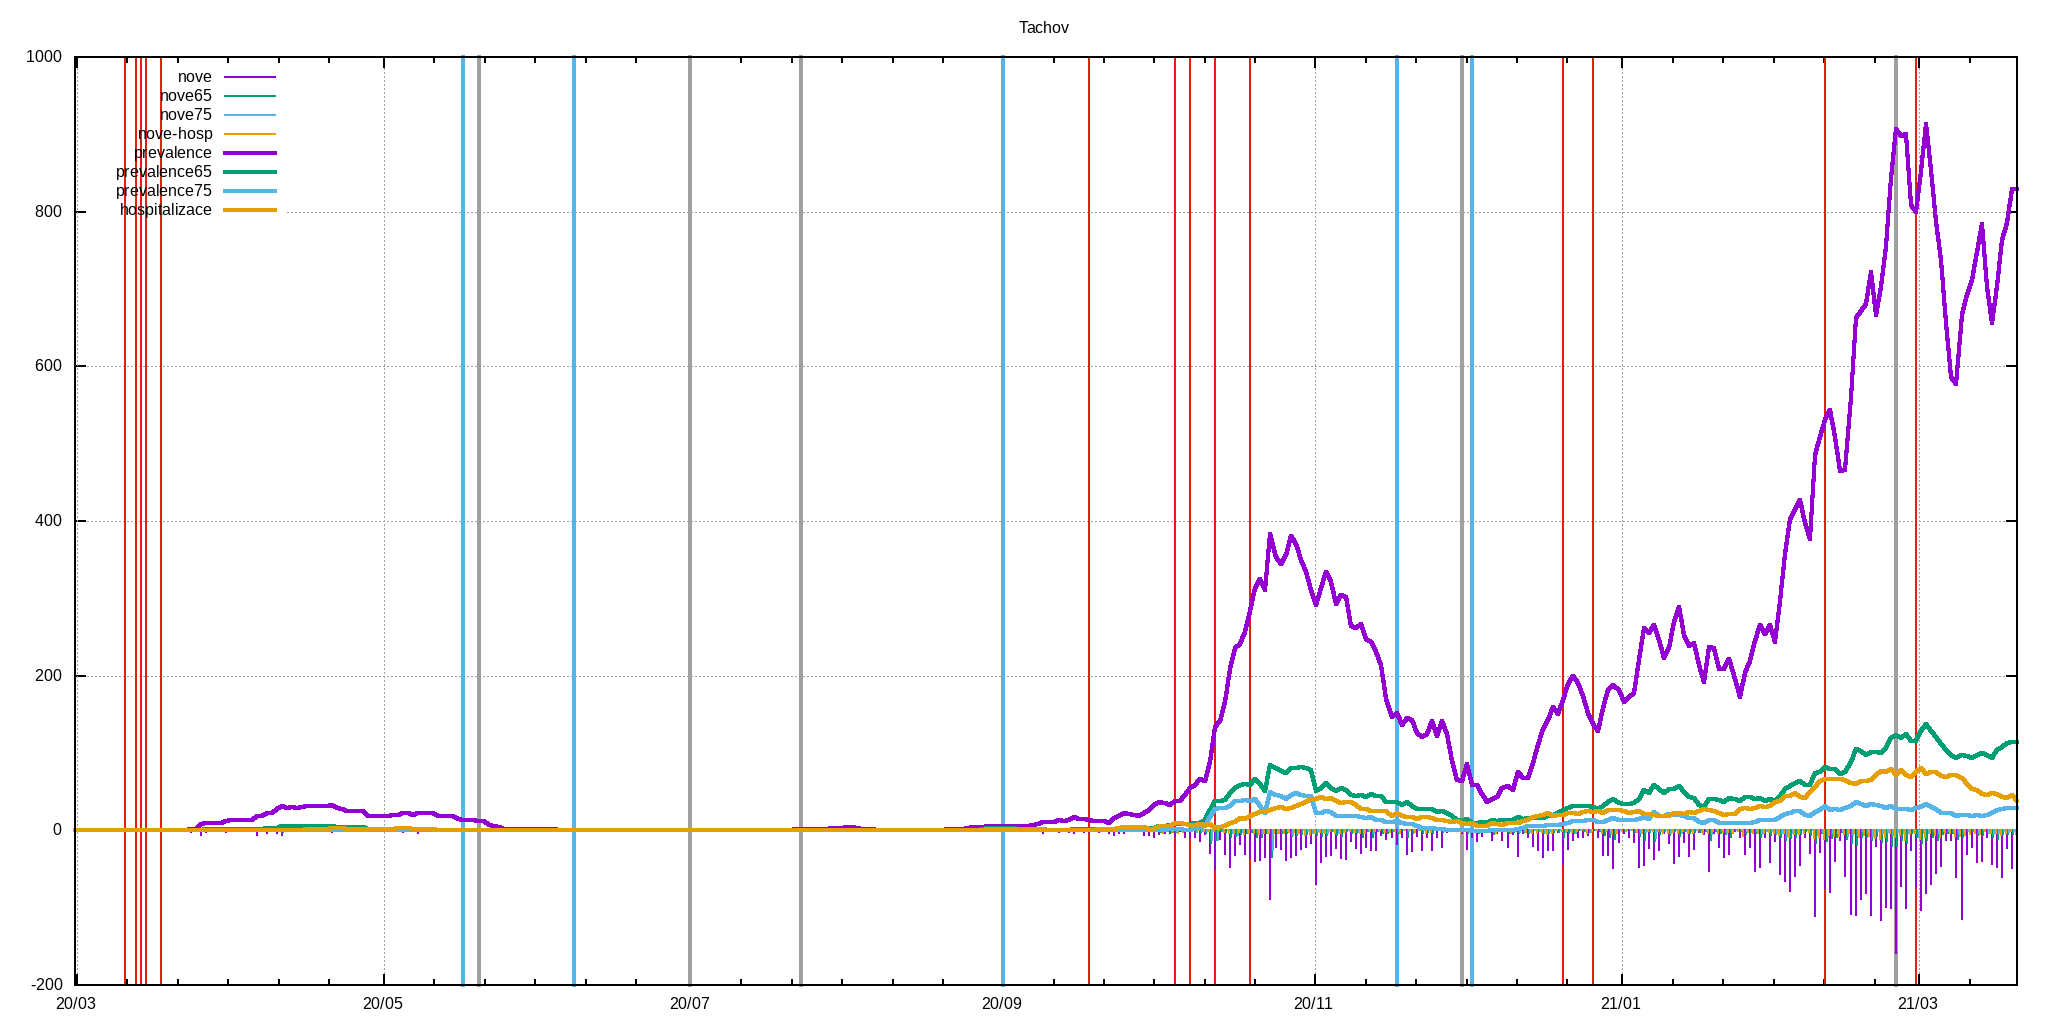 Tachov
1000
800
600
400
200
0
-200
nove
nove65
nove75
nove-hosp
prevalence
prevalence65
prevalence75
hospitalizace
20/03 20/05 20/07 20/09 20/11 21/01 21/03